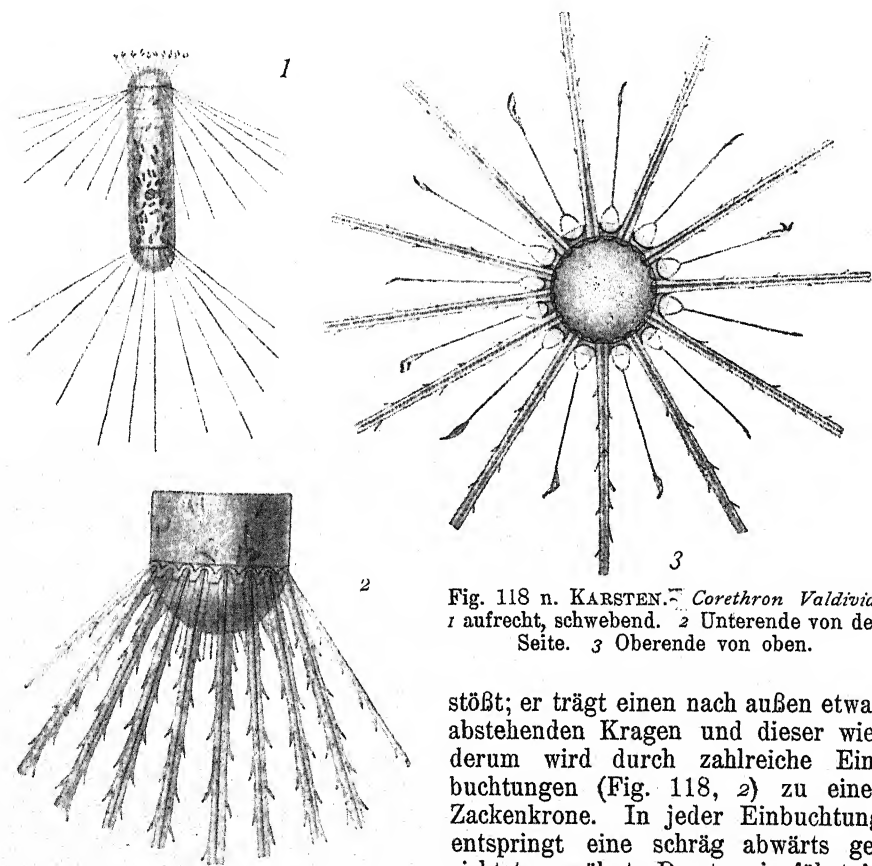 1
2
3
Fig. 118 n. KARSTEN. Corethron Valdivia
1 aufrecht, schwebend. 2 Unterende von de
Seite. 3 Oberende von oben.
stößt; er trägt einen nach außen etwa
abstehenden Kragen und dieser wie
derum wird durch zahlreiche Ein
buchtungen (Fig. 118, 2) zu eine
Zackenkrone. In jeder Einbuchtung
entspringt eine schräg abwärts ge